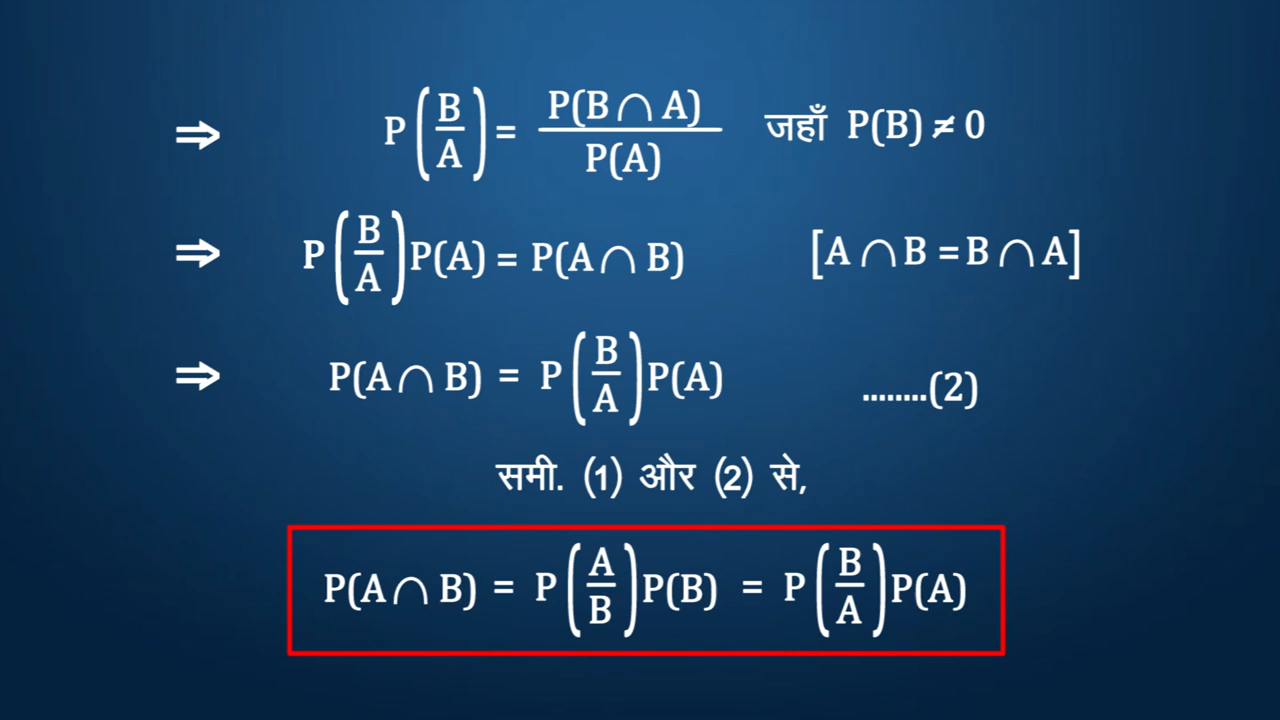 ⇒ P(B/A) = P(B ∩ A)/P(A) जहाँ P(B) ≠ 0
⇒ P(B/A)P(A) = P(A ∩ B) [A ∩ B = B ∩ A]
⇒ P(A ∩ B) = P(B/A)P(A) ........(2)
समी. (1) और (2) से,
P(A ∩ B) = P(A/B)P(B) = P(B/A)P(A)